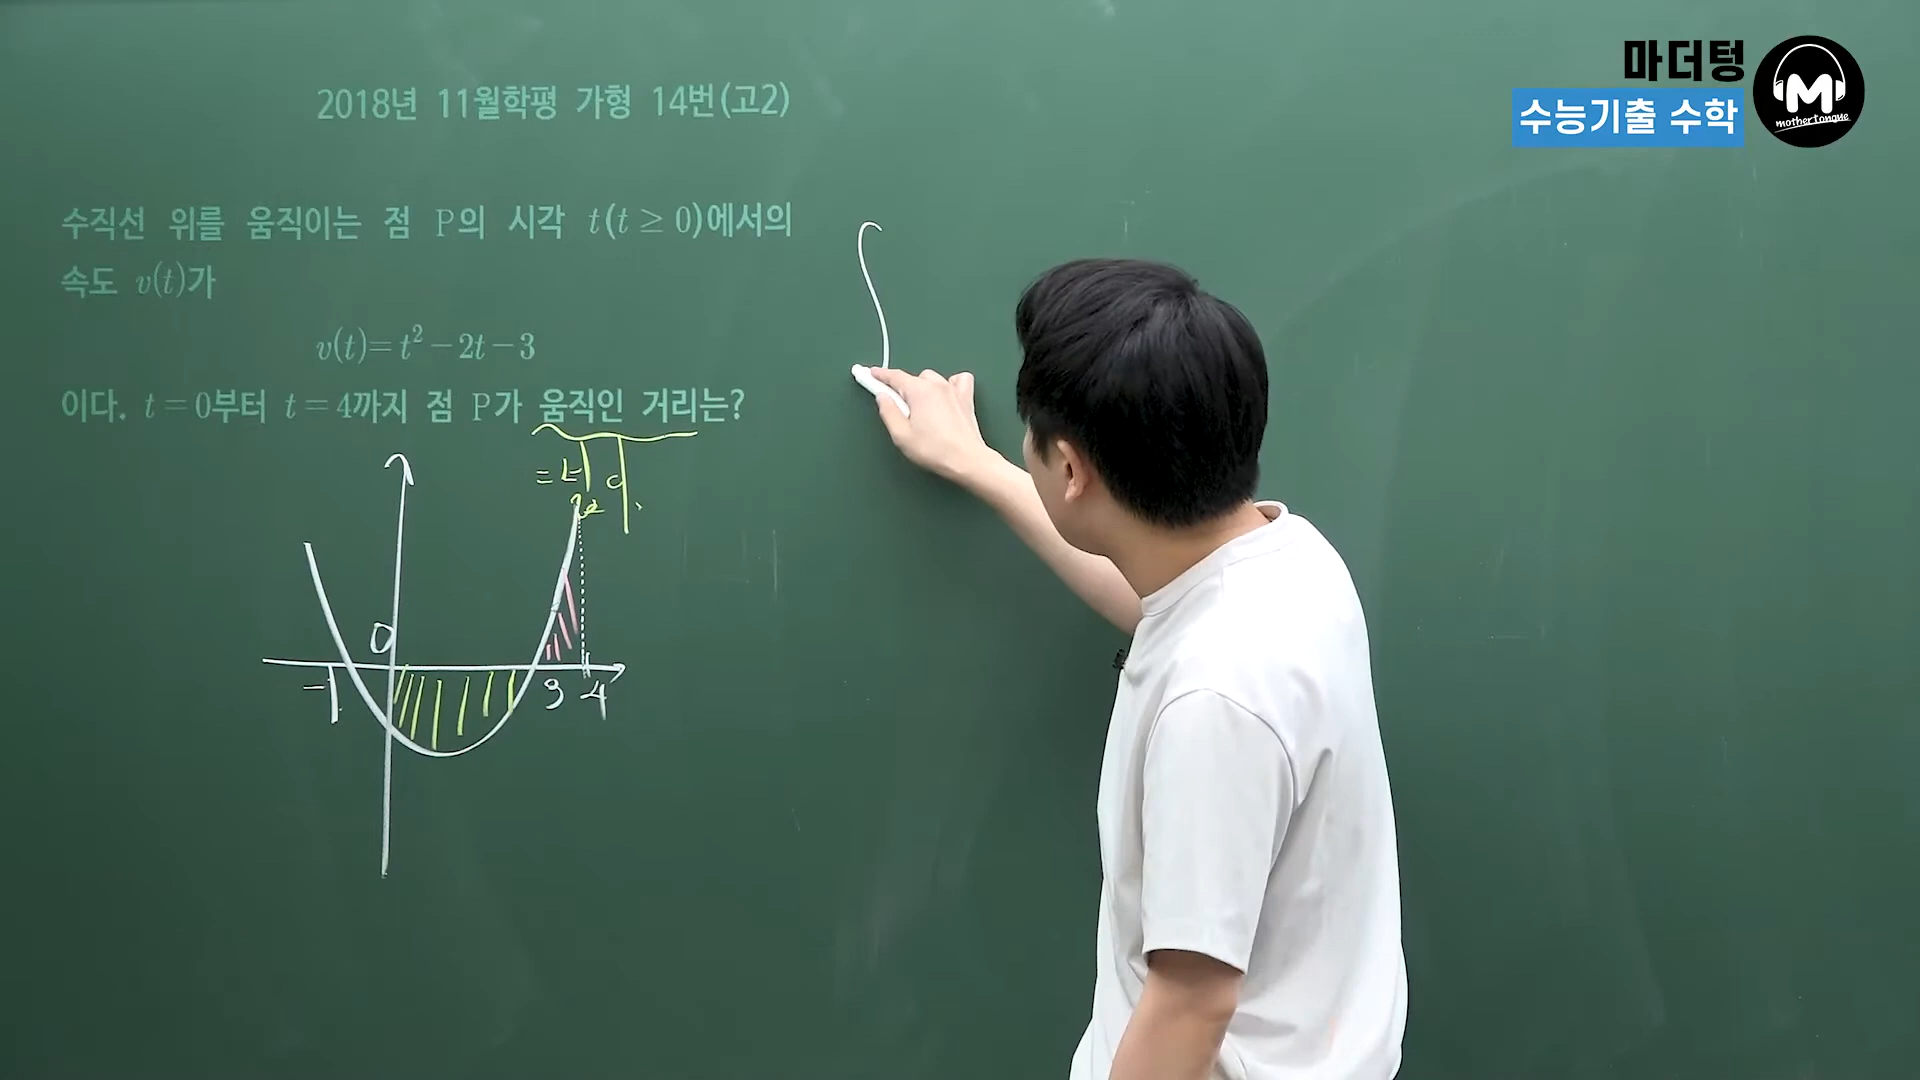 마더텅
수능기출 수학
M
mothertongue
2018년 11월학평 가형 14번(고2)
수직선 위를 움직이는 점 P의 시각 t(t ≥ 0)에서의
속도 v(t)가
v(t)=t²−2t−3
이다. t=0부터 t=4까지 점 P가 움직인 거리는?
0
-1
3 4